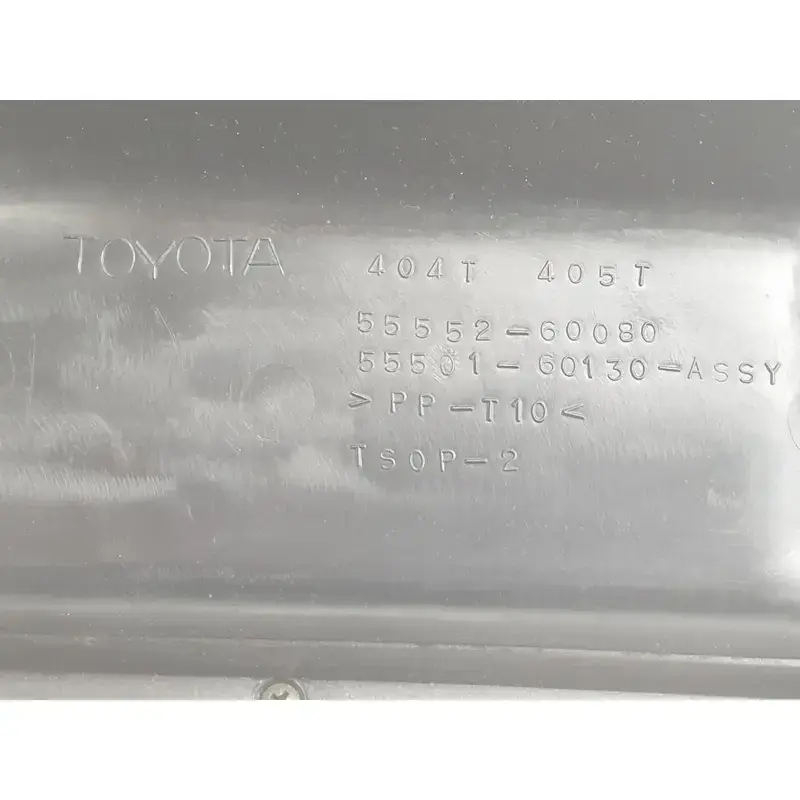 TOYOTA 404T 405T
55552-60080
55501-60130-ASSY
>PP-T10<
TSOP-2